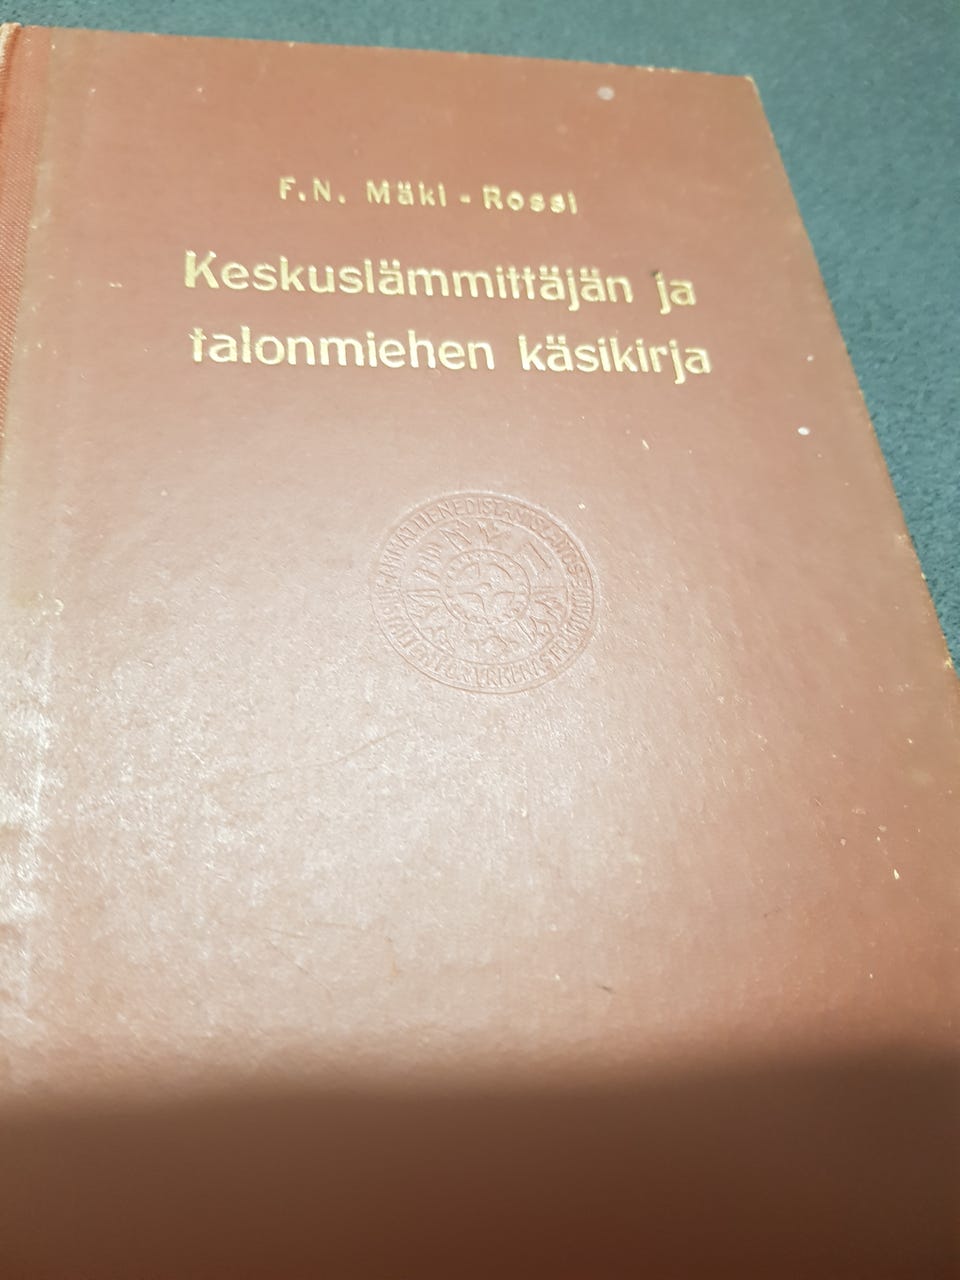 F.N. Mäki-Rossi
Keskuslämmittäjän ja
talonmiehen käsikirja